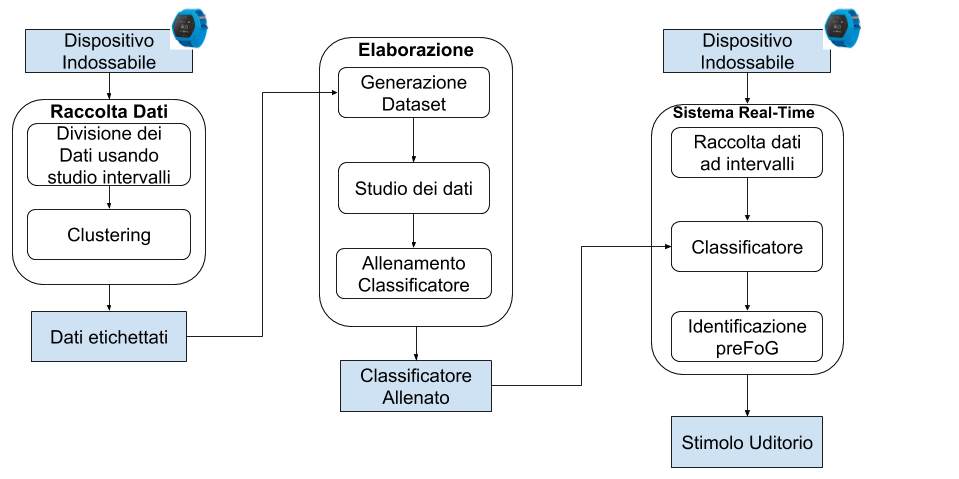 Dispositivo
Indossabile
Raccolta Dati
Divisione dei
Dati usando
studio intervalli
Clustering
Dati etichettati
Elaborazione
Generazione
Dataset
Studio dei dati
Allenamento
Classificatore
Classificatore
Allenato
Dispositivo
Indossabile
Sistema Real-Time
Raccolta dati
ad intervalli
Classificatore
Identificazione
preFoG
Stimolo Uditorio